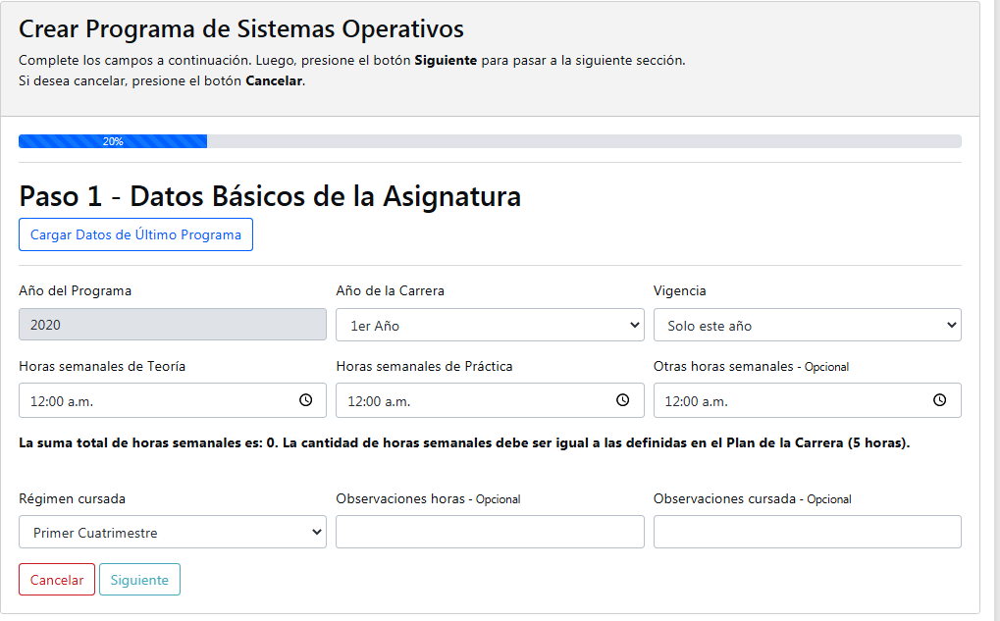 Crear Programa de Sistemas Operativos
Complete los campos a continuación. Luego, presione el botón Siguiente para pasar a la siguiente sección.
Si desea cancelar, presione el botón Cancelar.
20%
Paso 1 - Datos Básicos de la Asignatura
Cargar Datos de Último Programa
Año del Programa Año de la Carrera Vigencia
2020 1er Año Solo este año
Horas semanales de Teoría Horas semanales de Práctica Otras horas semanales - Opcional
12:00 a.m. 12:00 a.m. 12:00 a.m.
La suma total de horas semanales es: 0. La cantidad de horas semanales debe ser igual a las definidas en el Plan de la Carrera (5 horas).
Régimen cursada Observaciones horas - Opcional Observaciones cursada - Opcional
Primer Cuatrimestre
Cancelar Siguiente